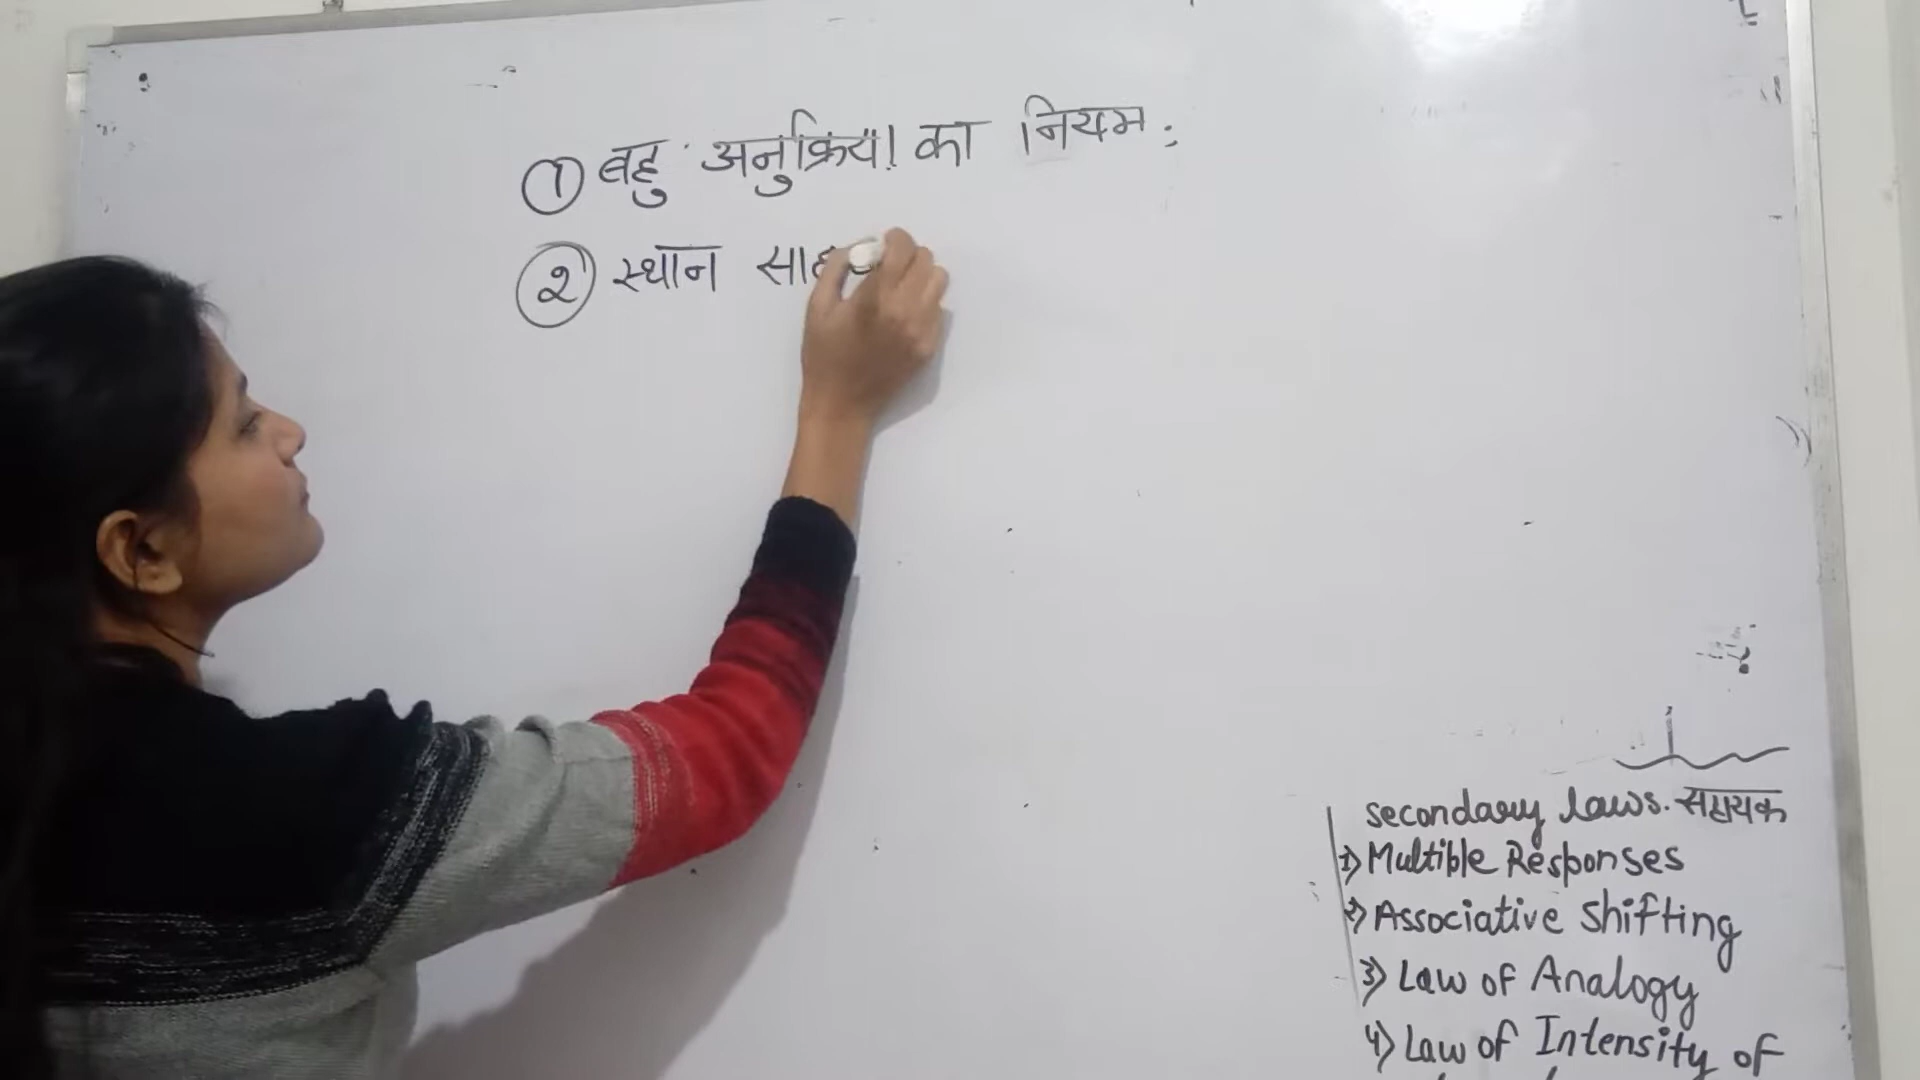 ① बहु अनुक्रिया का नियम :
② स्थान
secondary laws. सहायक
1) Multible Responses
2) Associative Shifting
3) Law of Analogy
4) Law of Intensity of